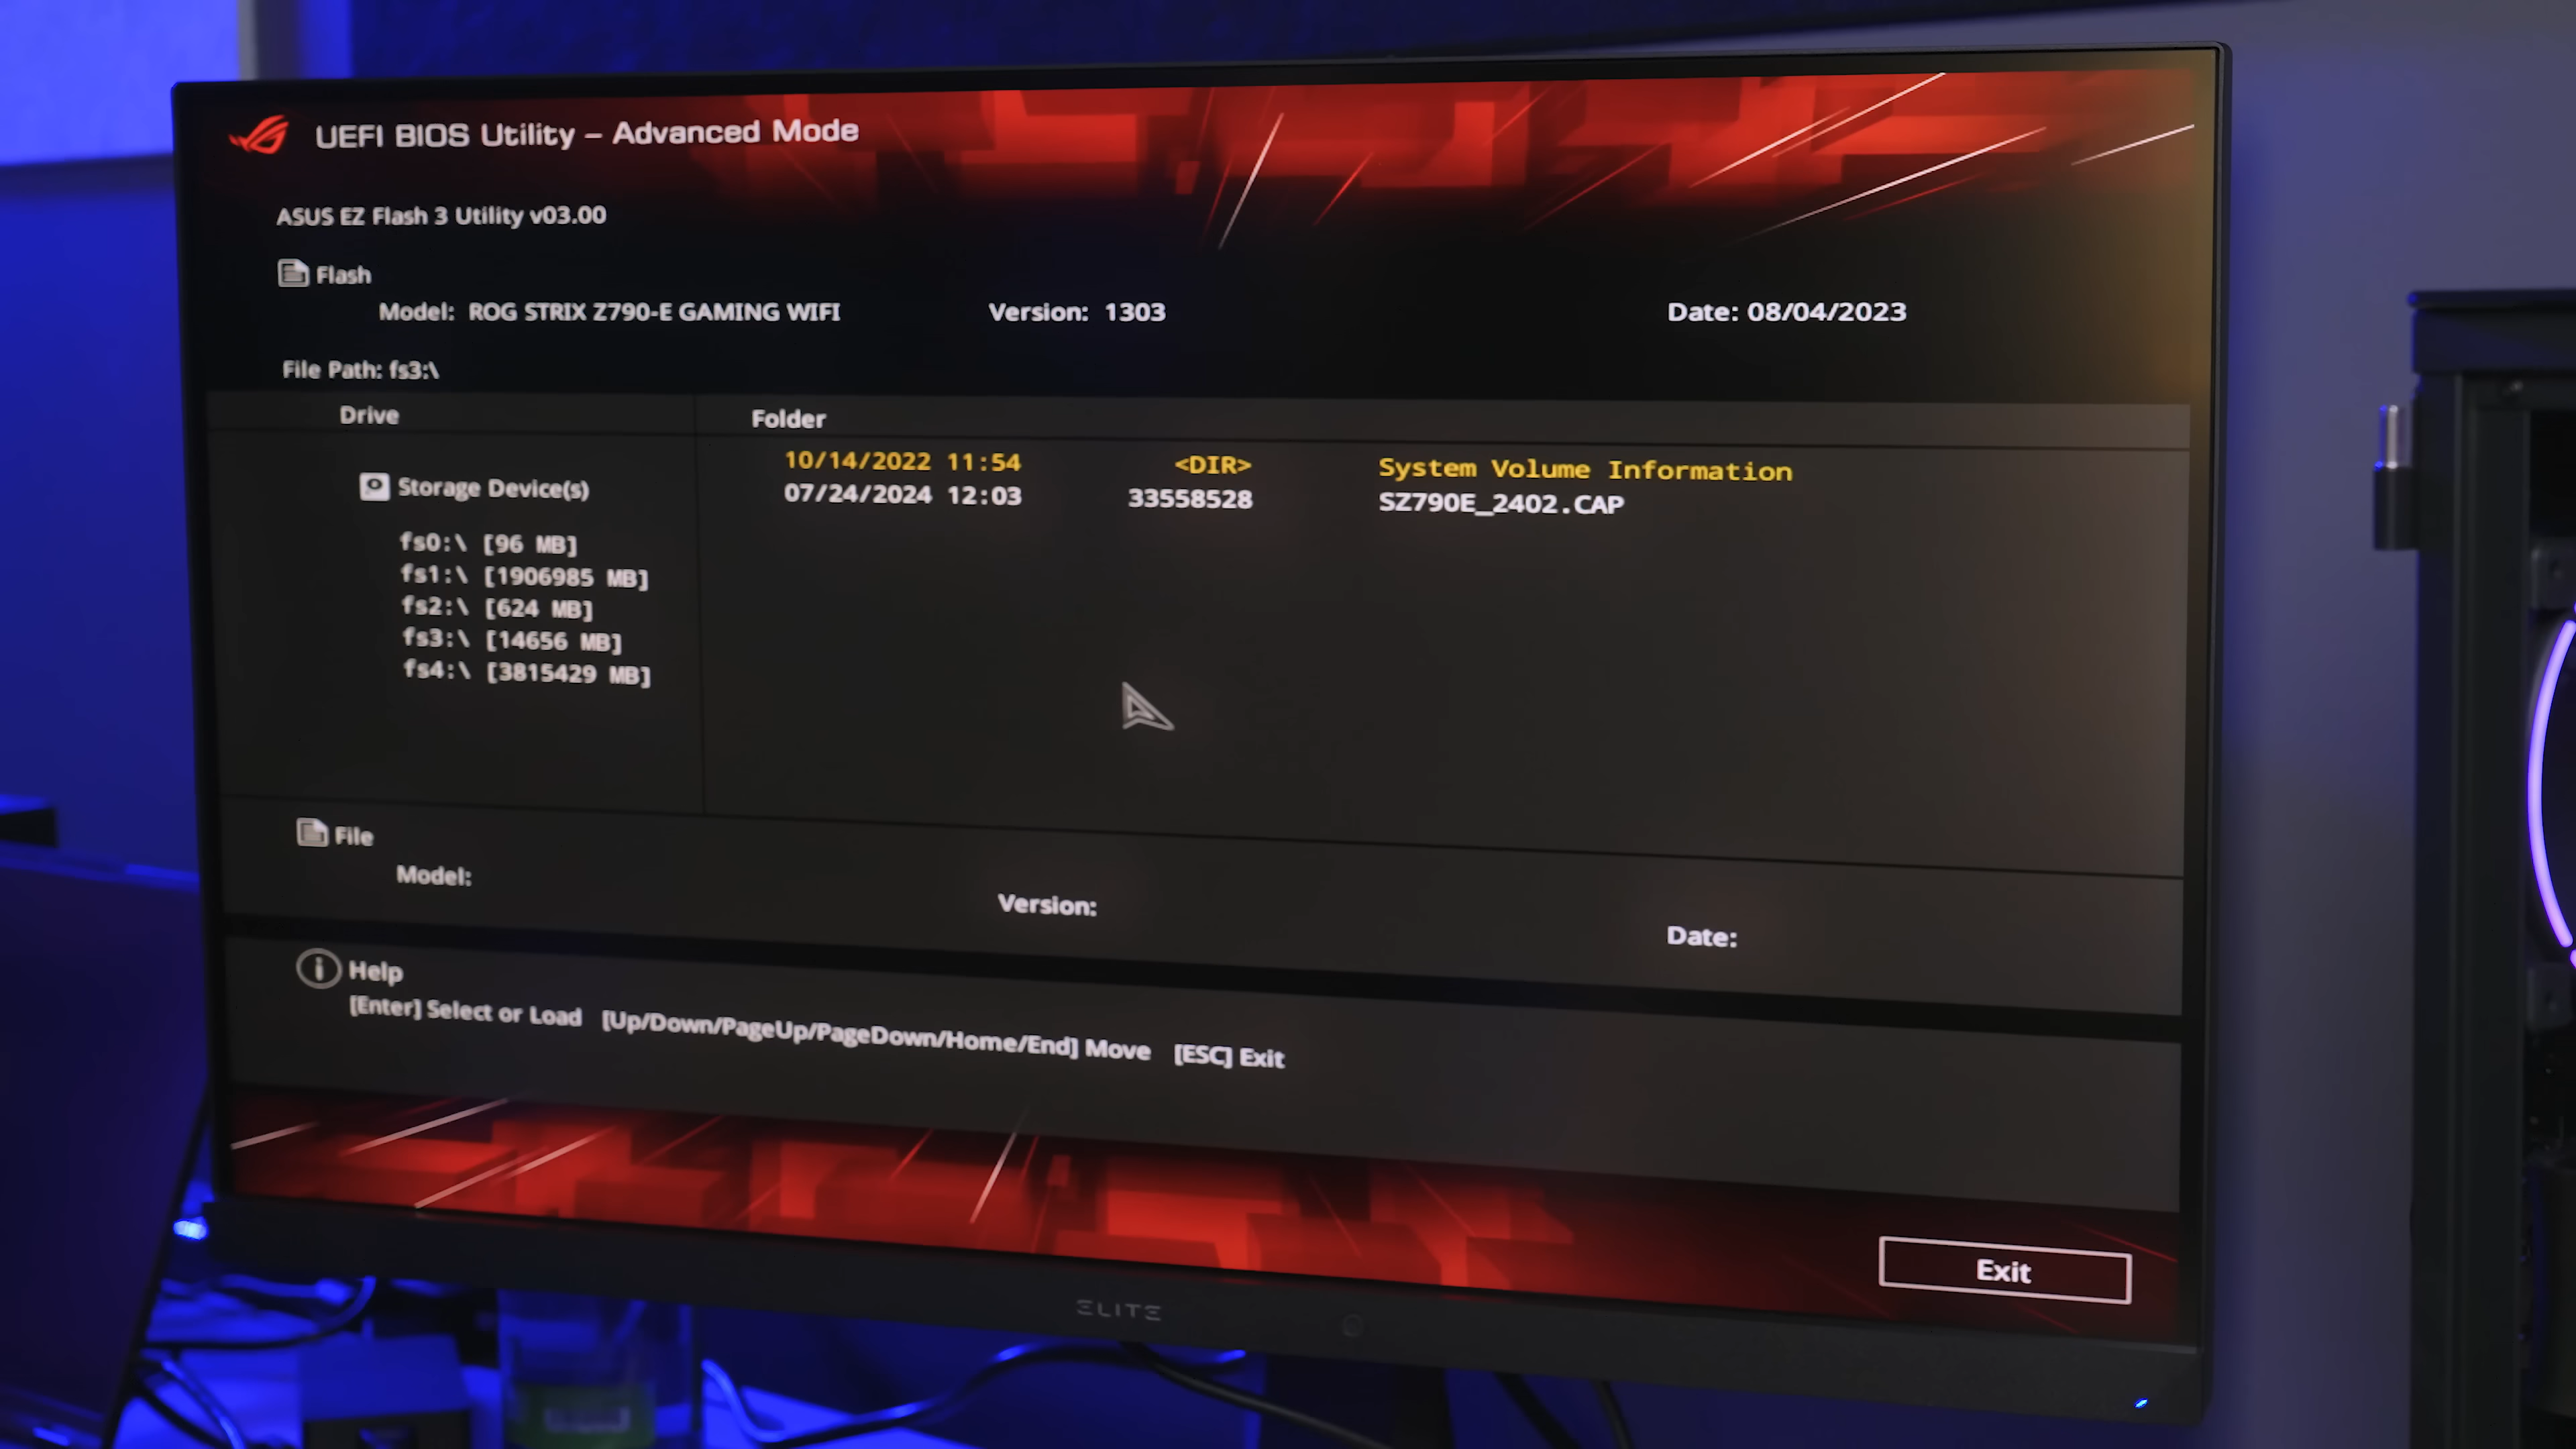 UEFI BIOS Utility – Advanced Mode
ASUS EZ Flash 3 Utility v03.00
Flash
Model: ROG STRIX Z790-E GAMING WIFI Version: 1303 Date: 08/04/2023
File Path: fs3:\
Drive Folder
10/14/2022 11:54 <DIR> System Volume Information
Storage Device(s) 07/24/2024 12:03 33558528 SZ790E_2402.CAP
fs0:\ [96 MB]
fs1:\ [1906985 MB]
fs2:\ [624 MB]
fs3:\ [14656 MB]
fs4:\ [3815429 MB]
File
Model: Version: Date:
Help
[Enter] Select or Load [Up/Down/PageUp/PageDown/Home/End] Move [ESC] Exit
Exit
ELITE